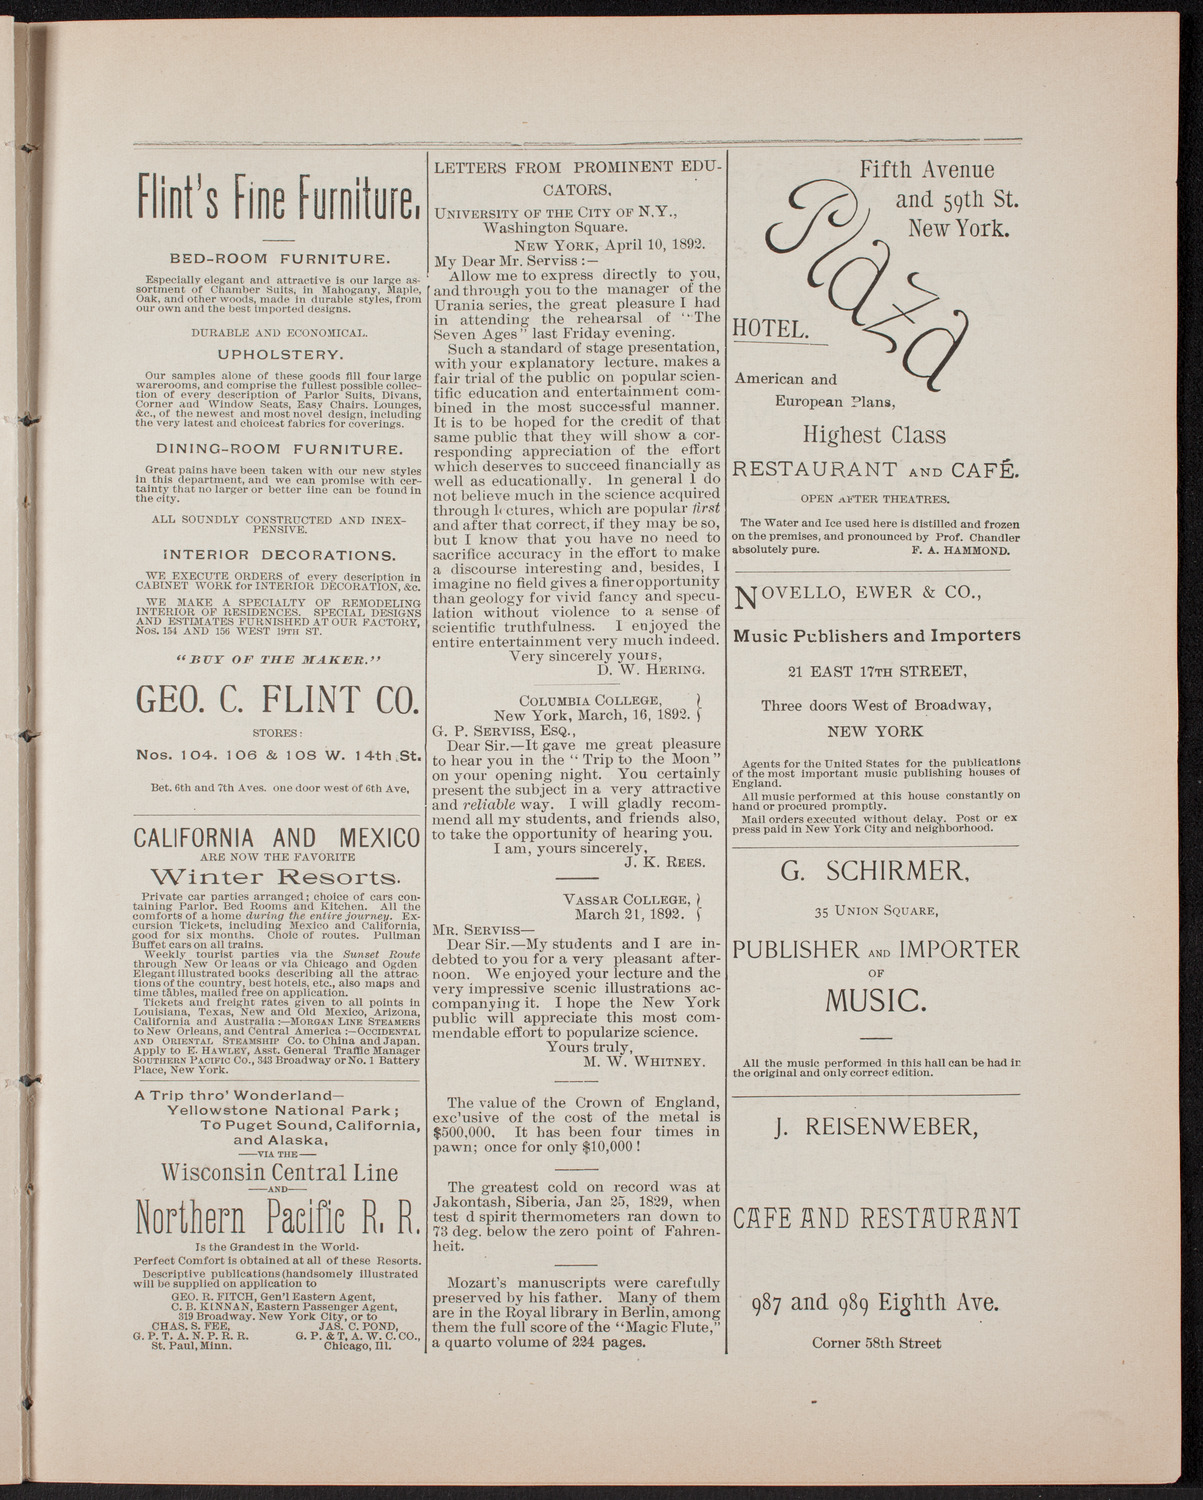 Flint's Fine Furniture.
BED-ROOM FURNITURE.
Especially elegant and attractive is our large as-
sortment of Chamber Suits, in Mahogany, Maple,
Oak, and other woods, made in durable styles, from
our own and the best imported designs.
DURABLE AND ECONOMICAL.
UPHOLSTERY.
Our samples alone of these goods fill four large
warerooms, and comprise the fullest possible collec-
tion of every description of Parlor Suits, Divans,
Corner and Window Seats, Easy Chairs. Lounges,
&c., of the newest and most novel design, including
the very latest and choicest fabrics for coverings.
DINING-ROOM FURNITURE.
Great pains have been taken with our new styles
in this department, and we can promise with cer-
tainty that no larger or better line can be found in
the city.
ALL SOUNDLY CONSTRUCTED AND INEX-
PENSIVE.
INTERIOR DECORATIONS.
WE EXECUTE ORDERS of every description in
CABINET WORK for INTERIOR DECORATION, &c.
WE MAKE A SPECIALTY OF REMODELING
INTERIOR OF RESIDENCES. SPECIAL DESIGNS
AND ESTIMATES FURNISHED AT OUR FACTORY,
Nos. 154 AND 156 WEST 19TH ST.
"BUY OF THE MAKER."
GEO. C. FLINT CO.
STORES:
Nos. 104. 106 & 108 W. 14th St.
Bet. 6th and 7th Aves. one door west of 6th Ave,
CALIFORNIA AND MEXICO
ARE NOW THE FAVORITE
Winter Resorts.
Private car parties arranged; choice of cars con-
taining Parlor, Bed Rooms and Kitchen. All the
comforts of a home during the entire journey. Ex-
cursion Tickets, including Mexico and California,
good for six months. Choic of routes. Pullman
Buffet cars on all trains.
Weekly tourist parties via the Sunset Route
through New Or leans or via Chicago and Ogden
Elegant illustrated books describing all the attrac
tions of the country, best hotels, etc., also maps and
time tables, mailed free on application.
Tickets and freight rates given to all points in
Louisiana, Texas, New and Old Mexico, Arizona,
California and Australia :—MORGAN LINE STEAMERS
to New Orleans, and Central America :—OCCIDENTAL
AND ORIENTAL STEAMSHIP Co. to China and Japan.
Apply to E. HAWLEY, Asst. General Traffic Manager
SOUTHERN PACIFIC Co., 343 Broadway or No. 1 Battery
Place, New York.
A Trip thro' Wonderland—
Yellowstone National Park;
To Puget Sound, California,
and Alaska,
—VIA THE—
Wisconsin Central Line
—AND—
Northern Pacific R. R.
Is the Grandest in the World.
Perfect Comfort is obtained at all of these Resorts.
Descriptive publications (handsomely illustrated
will be supplied on application to
GEO. R. FITCH, Gen'l Eastern Agent,
C. B. KINNAN, Eastern Passenger Agent,
319 Broadway. New York City, or to
CHAS. S. FEE, JAS. C. POND,
G. P. T. A. N. P. R. R. G. P. & T. A. W. C. CO.,
St. Paul, Minn. Chicago, Ill.
LETTERS FROM PROMINENT EDU-
CATORS.
UNIVERSITY OF THE CITY OF N.Y.,
Washington Square.
NEW YORK, April 10, 1892.
My Dear Mr. Serviss :—
Allow me to express directly to you,
and through you to the manager of the
Urania series, the great pleasure I had
in attending the rehearsal of "The
Seven Ages" last Friday evening.
Such a standard of stage presentation,
with your explanatory lecture, makes a
fair trial of the public on popular scien-
tific education and entertainment com-
bined in the most successful manner.
It is to be hoped for the credit of that
same public that they will show a cor-
responding appreciation of the effort
which deserves to succeed financially as
well as educationally. In general I do
not believe much in the science acquired
through lectures, which are popular first
and after that correct, if they may be so,
but I know that you have no need to
sacrifice accuracy in the effort to make
a discourse interesting and, besides, I
imagine no field gives a finer opportunity
than geology for vivid fancy and specu-
lation without violence to a sense of
scientific truthfulness. I enjoyed the
entire entertainment very much indeed.
Very sincerely yours,
D. W. HERING.
COLUMBIA COLLEGE, }
New York, March, 16, 1892. }
G. P. SERVISS, ESQ.,
Dear Sir.—It gave me great pleasure
to hear you in the "Trip to the Moon"
on your opening night. You certainly
present the subject in a very attractive
and reliable way. I will gladly recom-
mend all my students, and friends also,
to take the opportunity of hearing you.
I am, yours sincerely,
J. K. REES.
VASSAR COLLEGE, }
March 21, 1892. }
MR. SERVISS—
Dear Sir.—My students and I are in-
debted to you for a very pleasant after-
noon. We enjoyed your lecture and the
very impressive scenic illustrations ac-
companying it. I hope the New York
public will appreciate this most com-
mendable effort to popularize science.
Yours truly,
M. W. WHITNEY.
The value of the Crown of England,
exc'usive of the cost of the metal is
$500,000. It has been four times in
pawn; once for only $10,000!
The greatest cold on record was at
Jakontash, Siberia, Jan 25, 1829, when
test d spirit thermometers ran down to
73 deg. below the zero point of Fahren-
heit.
Mozart's manuscripts were carefully
preserved by his father. Many of them
are in the Royal library in Berlin, among
them the full score of the "Magic Flute,"
a quarto volume of 224 pages.
Fifth Avenue
and 59th St.
New York.
Plaza
HOTEL.
American and
European Plans,
Highest Class
RESTAURANT AND CAFÉ.
OPEN AFTER THEATRES.
The Water and Ice used here is distilled and frozen
on the premises, and pronounced by Prof. Chandler
absolutely pure. F. A. HAMMOND.
NOVELLO, EWER & CO.,
Music Publishers and Importers
21 EAST 17TH STREET,
Three doors West of Broadway,
NEW YORK
Agents for the United States for the publications
of the most important music publishing houses of
England.
All music performed at this house constantly on
hand or procured promptly.
Mail orders executed without delay. Post or ex
press paid in New York City and neighborhood.
G. SCHIRMER,
35 UNION SQUARE,
PUBLISHER AND IMPORTER
OF
MUSIC.
All the music performed in this hall can be had in
the original and only correct edition.
J. REISENWEBER,
CAFE AND RESTAURANT
987 and 989 Eighth Ave.
Corner 58th Street